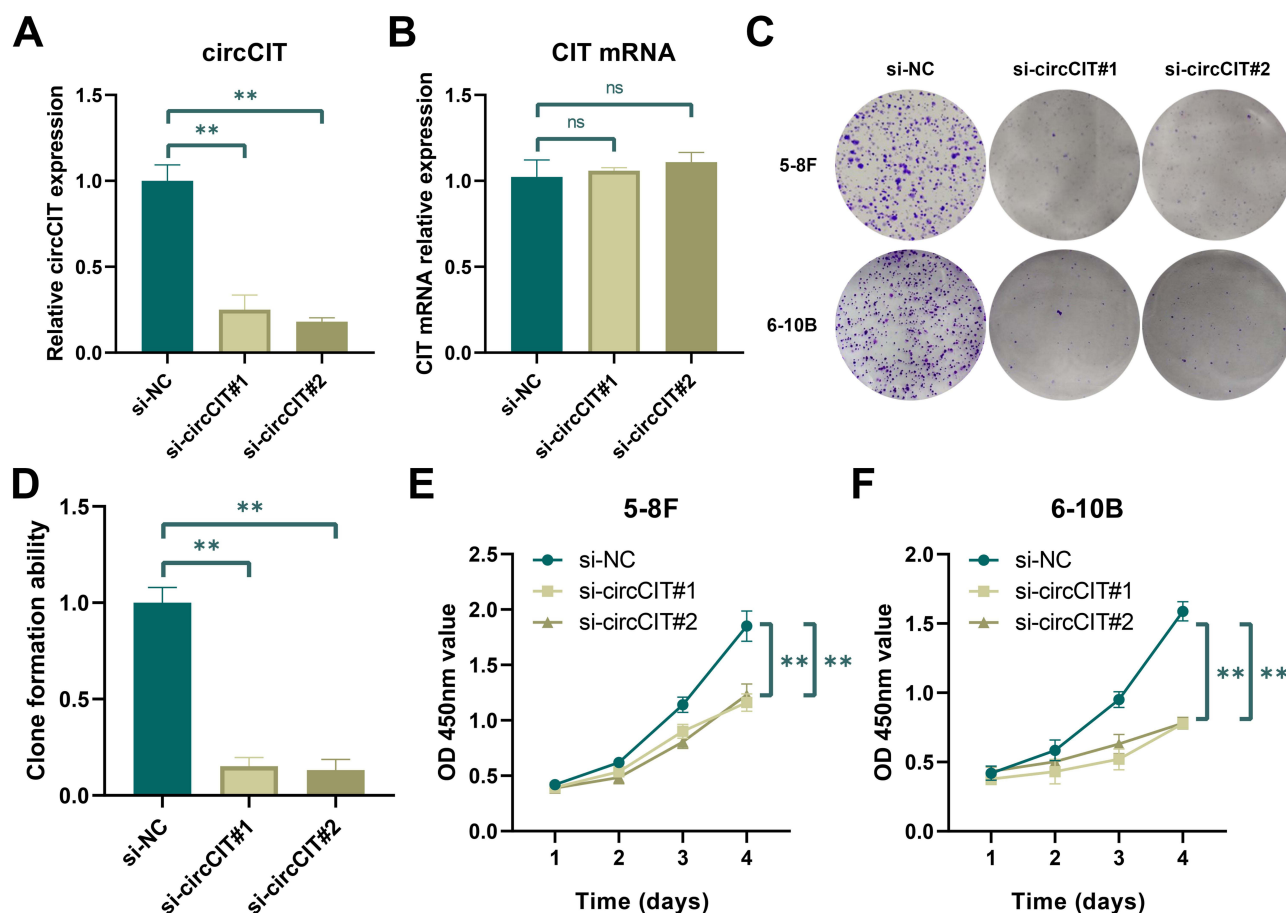 A
circCIT
Relative circCIT expression
1.5
1.0
0.5
0.0
**
**
si-NC
si-circCIT#1
si-circCIT#2
B
CIT mRNA
CIT mRNA relative expression
1.5
1.0
0.5
0.0
ns
ns
si-NC
si-circCIT#1
si-circCIT#2
C
si-NC si-circCIT#1 si-circCIT#2
5-8F
6-10B
D
Clone formation ability
1.5
1.0
0.5
0.0
**
**
si-NC
si-circCIT#1
si-circCIT#2
E
5-8F
OD 450nm value
2.5
2.0
1.5
1.0
0.5
0.0
si-NC
si-circCIT#1
si-circCIT#2
** **
1 2 3 4
Time (days)
F
6-10B
OD 450nm value
2.0
1.5
1.0
0.5
0.0
si-NC
si-circCIT#1
si-circCIT#2
** **
1 2 3 4
Time (days)